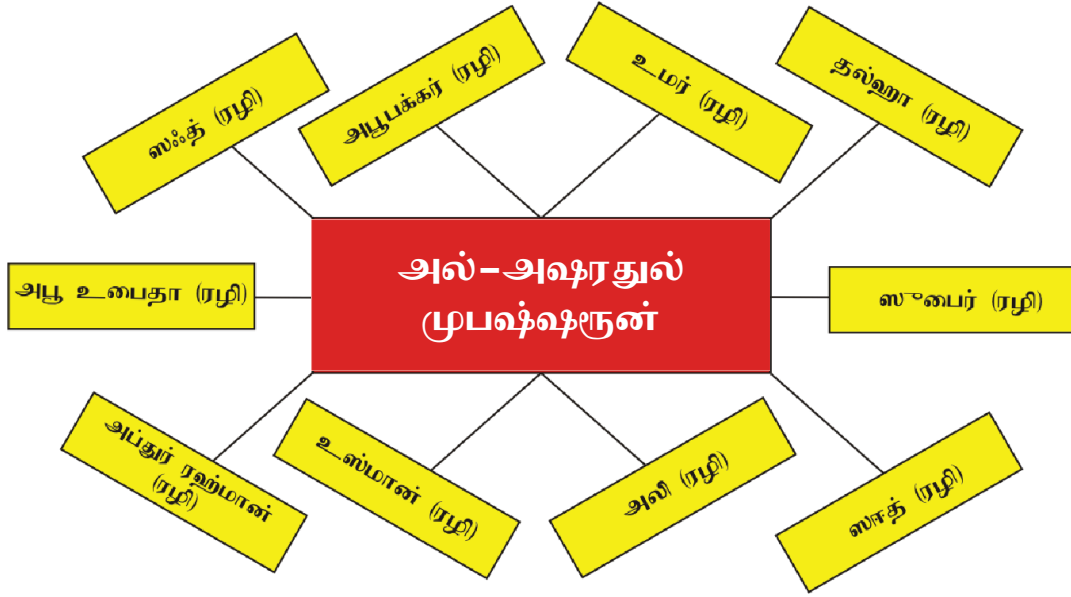 ஸஃத் (ரழி)
அபூபக்கர் (ரழி)
உமர் (ரழி)
தல்ஹா (ரழி)
அல்-அஷரதுல்
முபஷ்ஷரூன்
அபூ உபைதா (ரழி)
ஸுபைர் (ரழி)
அப்துர் ரஹ்மான்
(ரழி)
உஸ்மான் (ரழி)
அலி (ரழி)
ஸஈத் (ரழி)